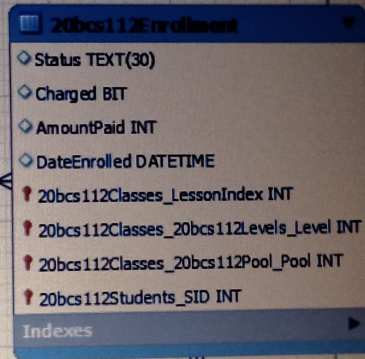 20bcs112Enrollment
Status TEXT(30)
Charged BIT
AmountPaid INT
DateEnrolled DATETIME
20bcs112Classes_LessonIndex INT
20bcs112Classes_20bcs112Levels_Level INT
20bcs112Classes_20bcs112Pool_Pool INT
20bcs112Students_SID INT
Indexes